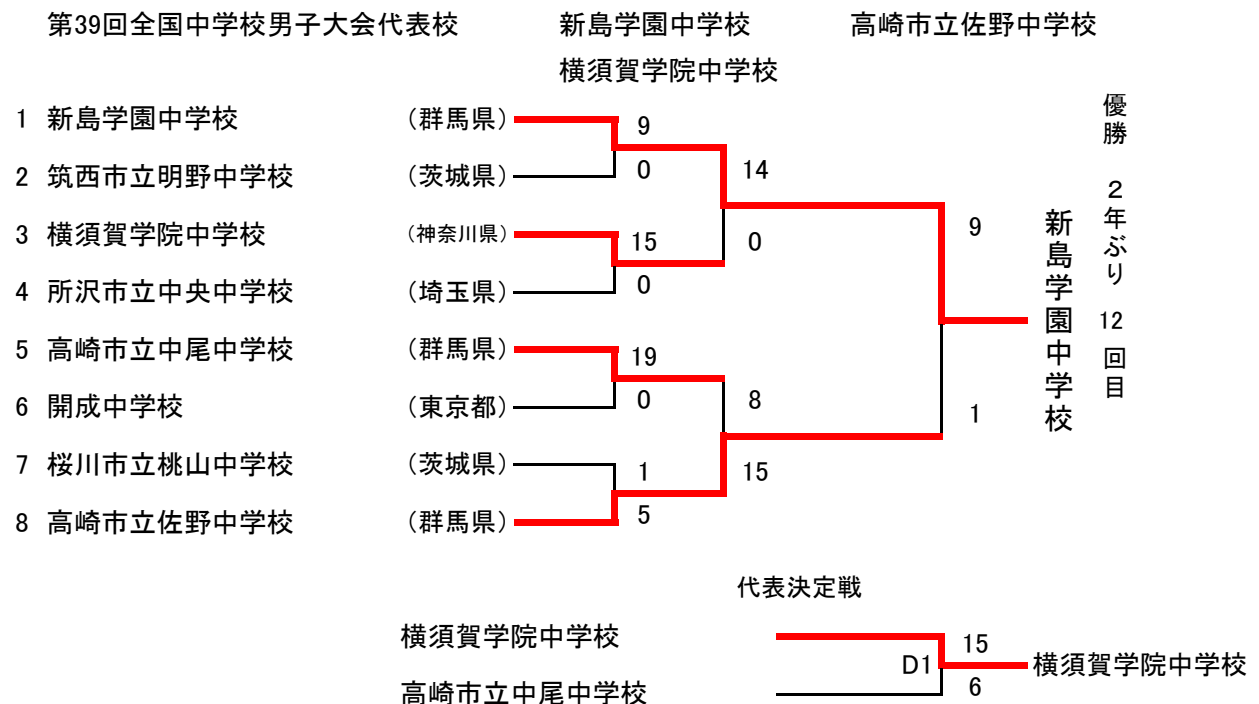 第39回全国中学校男子大会代表校 新島学園中学校 高崎市立佐野中学校
横須賀学院中学校
1 新島学園中学校 (群馬県) 9
2 筑西市立明野中学校 (茨城県) 0 14
3 横須賀学院中学校 (神奈川県) 15 0 9
4 所沢市立中央中学校 (埼玉県) 0
5 高崎市立中尾中学校 (群馬県) 19
6 開成中学校 (東京都) 0 8 1
7 桜川市立桃山中学校 (茨城県) 1 15
8 高崎市立佐野中学校 (群馬県) 5
優勝 2年ぶり 12回目
新島学園中学校
代表決定戦
横須賀学院中学校 15
D1 横須賀学院中学校
高崎市立中尾中学校 6